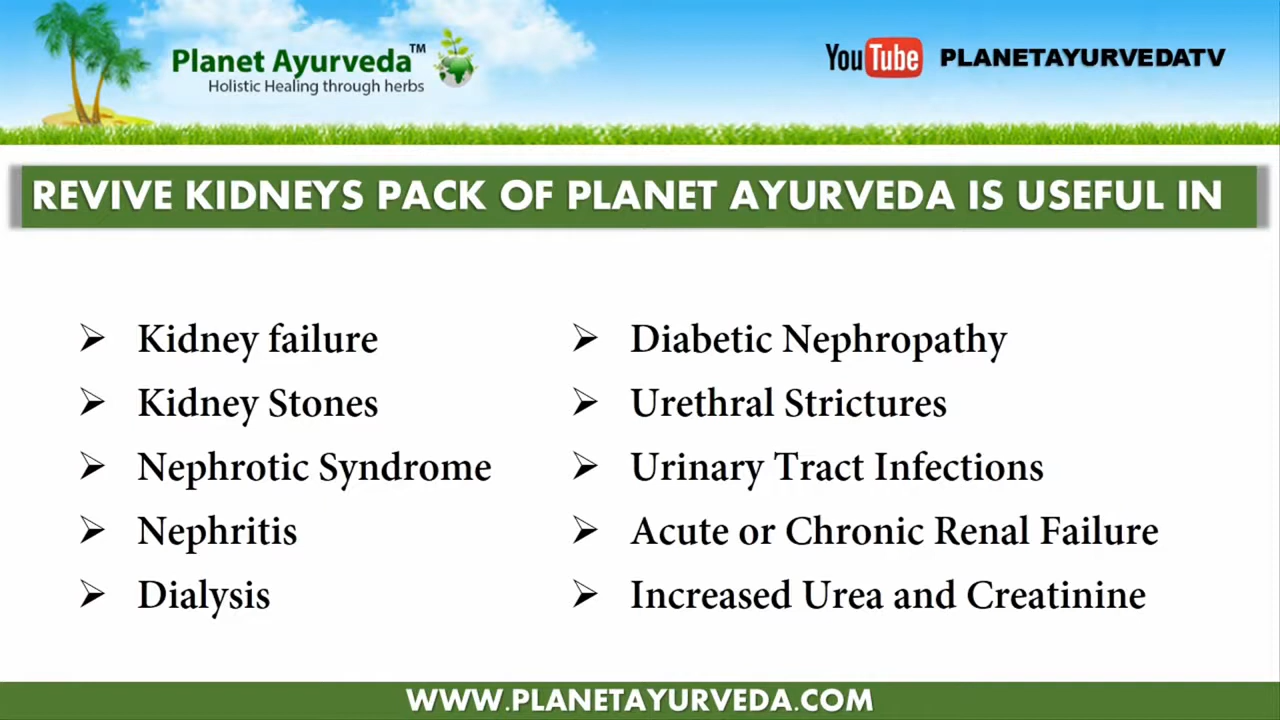 Planet Ayurveda™
Holistic Healing through herbs
YouTube PLANETAYURVEDATV
REVIVE KIDNEYS PACK OF PLANET AYURVEDA IS USEFUL IN
➢ Kidney failure
➢ Kidney Stones
➢ Nephrotic Syndrome
➢ Nephritis
➢ Dialysis
➢ Diabetic Nephropathy
➢ Urethral Strictures
➢ Urinary Tract Infections
➢ Acute or Chronic Renal Failure
➢ Increased Urea and Creatinine
WWW.PLANETAYURVEDA.COM